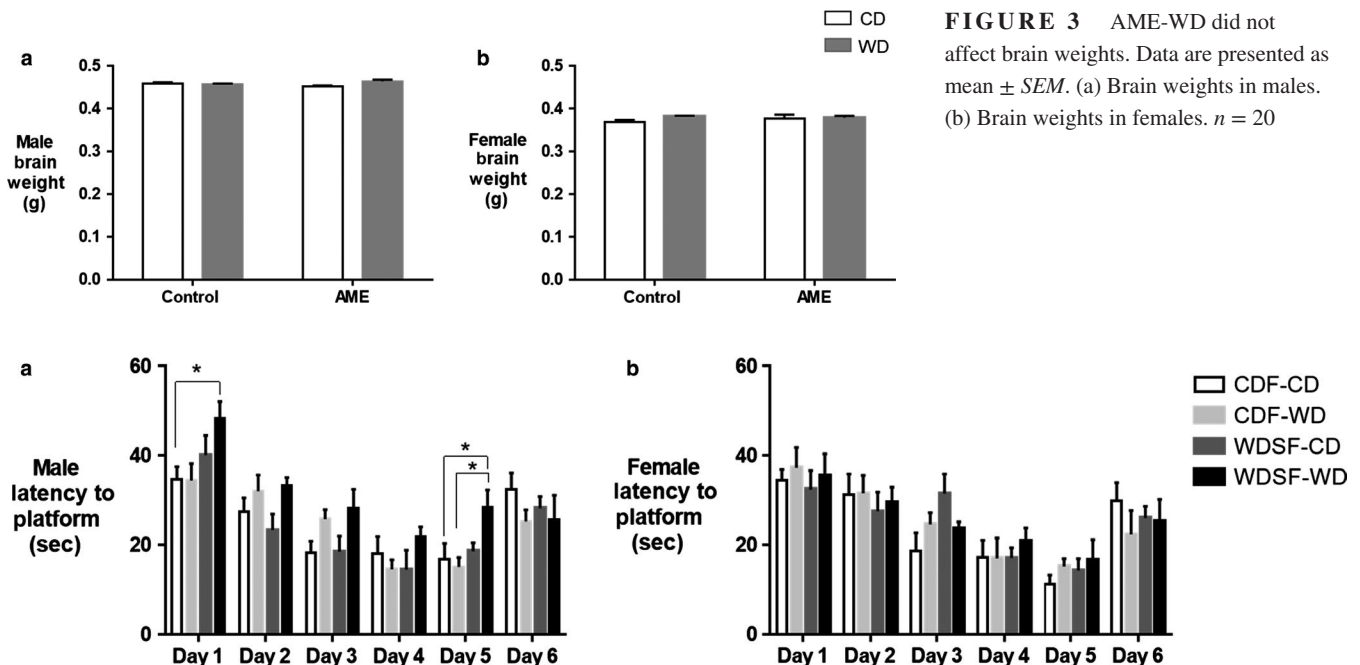 CD
WD
FIGURE 3 AME-WD did not
affect brain weights. Data are presented as
mean ± SEM. (a) Brain weights in males.
(b) Brain weights in females. n = 20
a
Male
brain
weight
(g)
0.5
0.4
0.3
0.2
0.1
0.0
Control AME
b
Female
brain
weight
(g)
0.5
0.4
0.3
0.2
0.1
0.0
Control AME
a
Male
latency to
platform
(sec)
60
40
20
0
*
*
*
Day 1 Day 2 Day 3 Day 4 Day 5 Day 6
b
Female
latency to
platform
(sec)
60
40
20
0
Day 1 Day 2 Day 3 Day 4 Day 5 Day 6
CDF-CD
CDF-WD
WDSF-CD
WDSF-WD